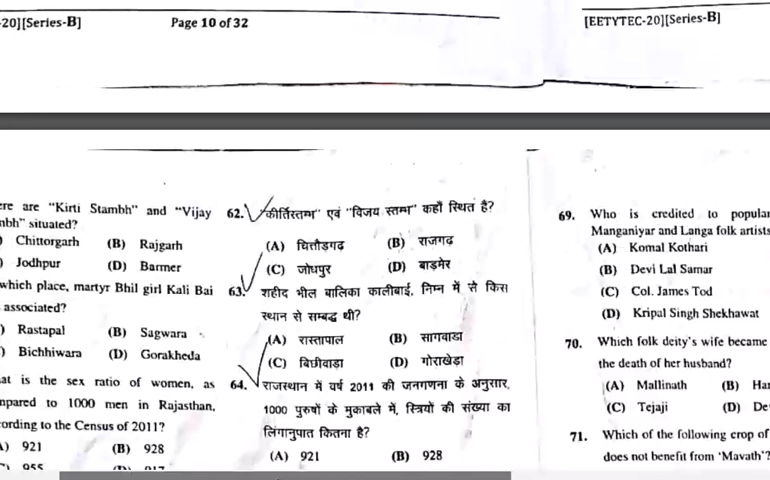 -20][Series-B]
Page 10 of 32
[EETYTEC-20][Series-B]
ere are "Kirti Stambh" and "Vijay
mbh" situated?
) Chittorgarh (B) Rajgarh
) Jodhpur (D) Barmer
which place, martyr Bhil girl Kali Bai
associated?
) Rastapal (B) Sagwara
) Bichhiwara (D) Gorakheda
at is the sex ratio of women, as
mpared to 1000 men in Rajasthan,
cording to the Census of 2011?
) 921 (B) 928
955 917
62. "कीर्तिस्तम्भ" एवं "विजय स्तम्भ" कहाँ स्थित है?
(A) चित्तौड़गढ़ (B) राजगढ़
(C) जोधपुर (D) बाड़मेर
63. शहीद भील बालिका कालीबाई, निम्न में से किस
स्थान से सम्बद्ध थी?
(A) रास्तापाल (B) सागवाडा
(C) बिछीवाड़ा (D) गोराखेड़ा
64. राजस्थान में वर्ष 2011 की जनगणना के अनुसार,
1000 पुरुषों के मुकाबले में, स्त्रियों की संख्या का
लिंगानुपात कितना है?
(A) 921 (B) 928
69. Who is credited to popular
Manganiyar and Langa folk artists
(A) Komal Kothari
(B) Devi Lal Samar
(C) Col. James Tod
(D) Kripal Singh Shekhawat
70. Which folk deity's wife became
the death of her husband?
(A) Mallinath (B) Har
(C) Tejaji (D) De
71. Which of the following crop of
does not benefit from 'Mavath'?